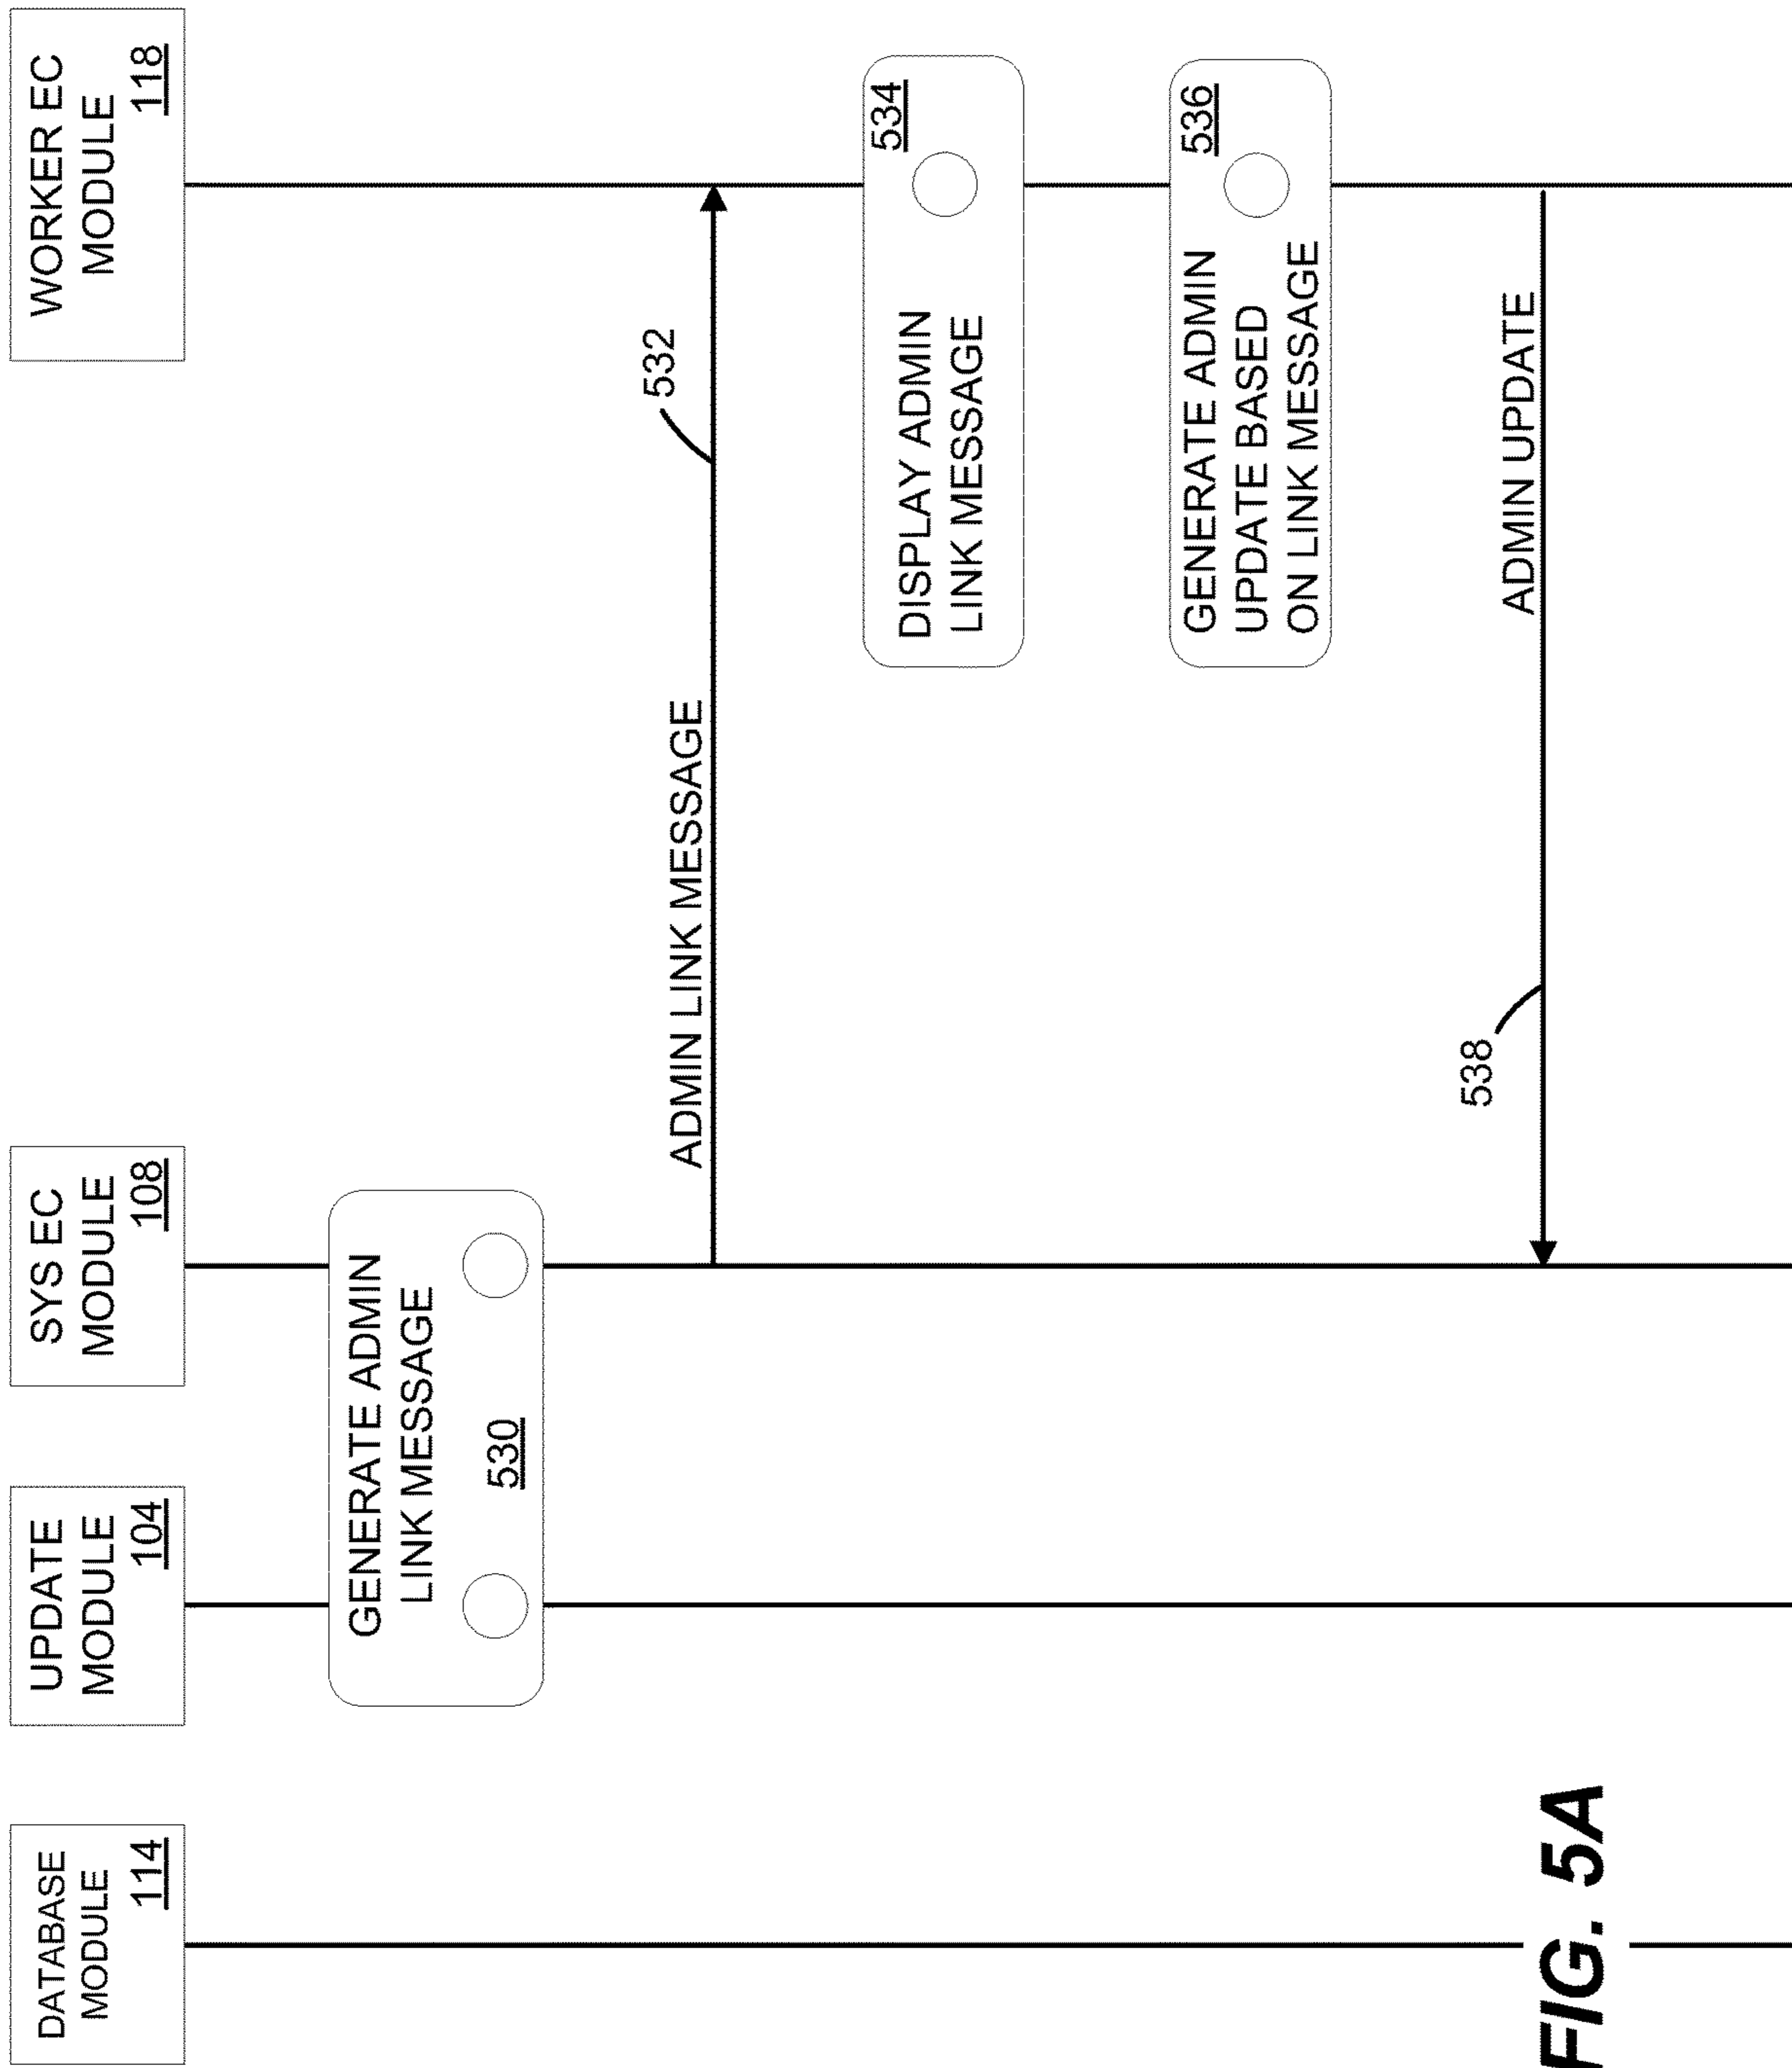 DATABASE
MODULE
114
UPDATE
MODULE
104
SYS EC
MODULE
108
WORKER EC
MODULE
118
GENERATE ADMIN
LINK MESSAGE
530
ADMIN LINK MESSAGE
532
DISPLAY ADMIN
LINK MESSAGE
534
GENERATE ADMIN
UPDATE BASED
ON LINK MESSAGE
536
538
ADMIN UPDATE
FIG. 5A